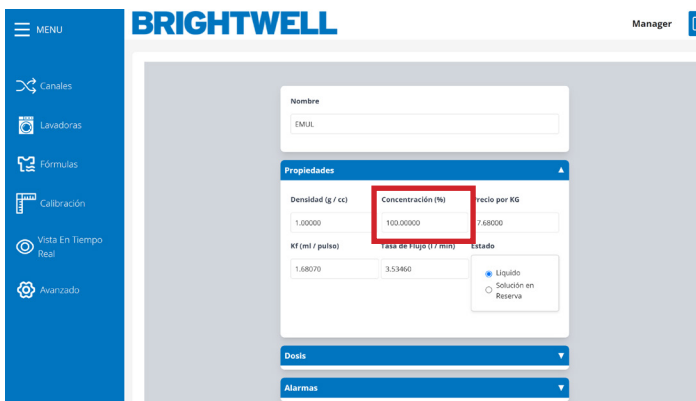 MENU
BRIGHTWELL
Manager
Canales
Lavadoras
Fórmulas
Calibración
Vista En Tiempo
Real
Avanzado
Nombre
EMUL
Propiedades
Densidad (g / cc)
Concentración (%)
Precio por KG
1.00000
100.00000
7.68000
Kf (ml / pulso)
Tasa de Flujo (l / min)
Estado
1.68070
3.53460
Liquido
Solución en
Reserva
Dosis
Alarmas